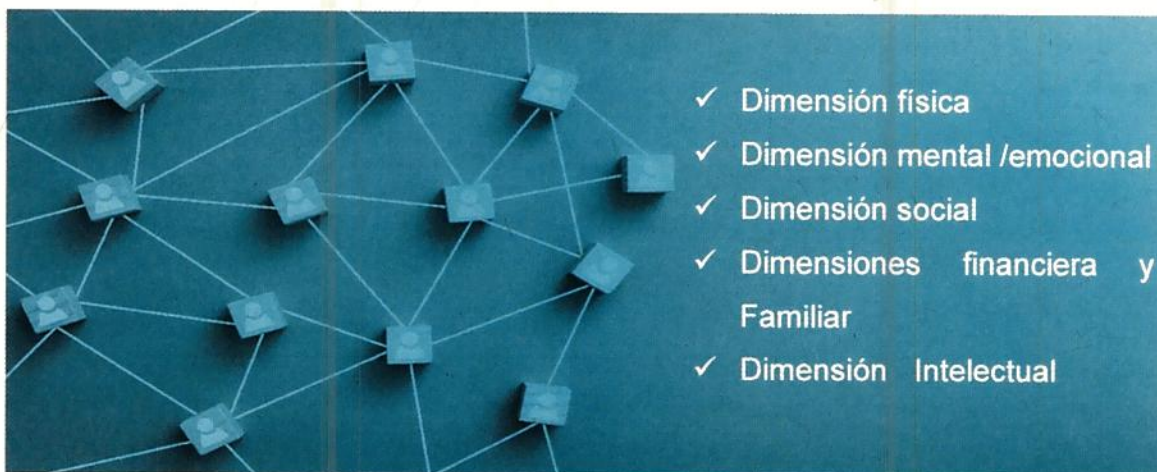 ✓ Dimensión física
✓ Dimensión mental /emocional
✓ Dimensión social
✓ Dimensiones financiera y
Familiar
✓ Dimensión Intelectual